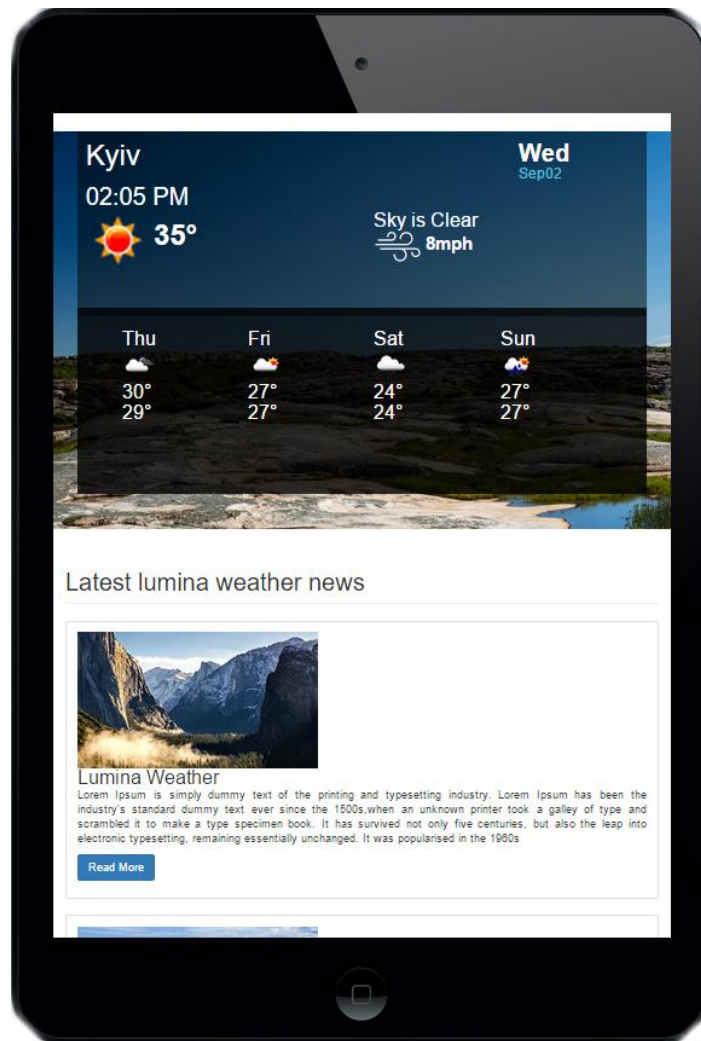 Kyiv
Wed
Sep02
02:05 PM
35°
Sky is Clear
8mph
Thu Fri Sat Sun
30° 27° 24° 27°
29° 27° 24° 27°
Latest lumina weather news
Lumina Weather
Lorem Ipsum is simply dummy text of the printing and typesetting industry. Lorem Ipsum has been the
industry's standard dummy text ever since the 1500s,when an unknown printer took a galley of type and
scrambled it to make a type specimen book. It has survived not only five centuries, but also the leap into
electronic typesetting, remaining essentially unchanged. It was popularised in the 1960s
Read More